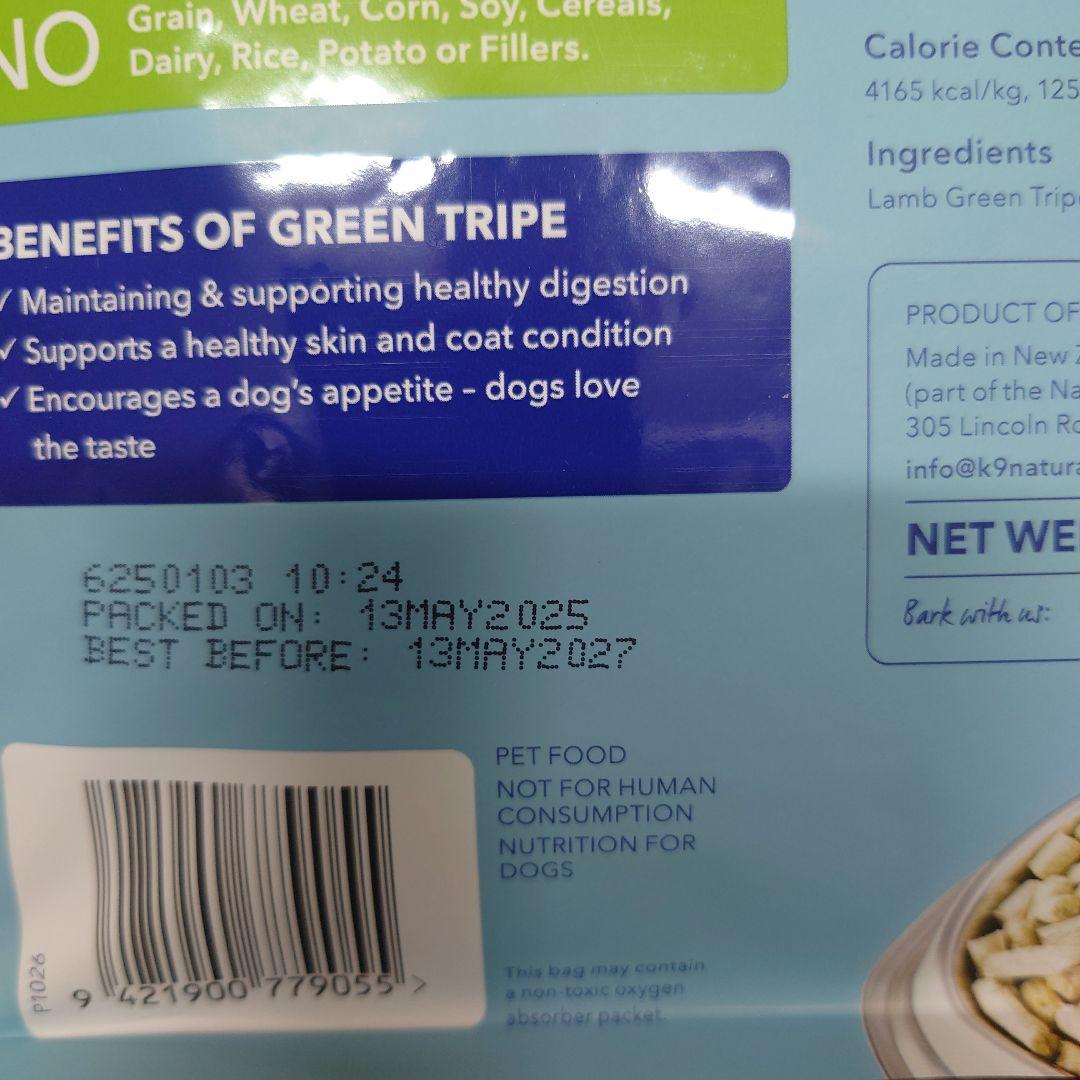 NO
Grain, Wheat, Corn, Soy, Cereals,
Dairy, Rice, Potato or Fillers.
BENEFITS OF GREEN TRIPE
✓ Maintaining & supporting healthy digestion
✓ Supports a healthy skin and coat condition
✓ Encourages a dog's appetite – dogs love
the taste
6250103 10:24
PACKED ON: 13MAY2025
BEST BEFORE: 13MAY2027
P1026
9 421900 779055 >
PET FOOD
NOT FOR HUMAN
CONSUMPTION
NUTRITION FOR
DOGS
This bag may contain
a non-toxic oxygen
absorber packet.
Calorie Conte
4165 kcal/kg, 125
Ingredients
Lamb Green Tripe
PRODUCT OF
Made in New Z
(part of the Na
305 Lincoln Ro
info@k9natura
NET WE
Bark with us: